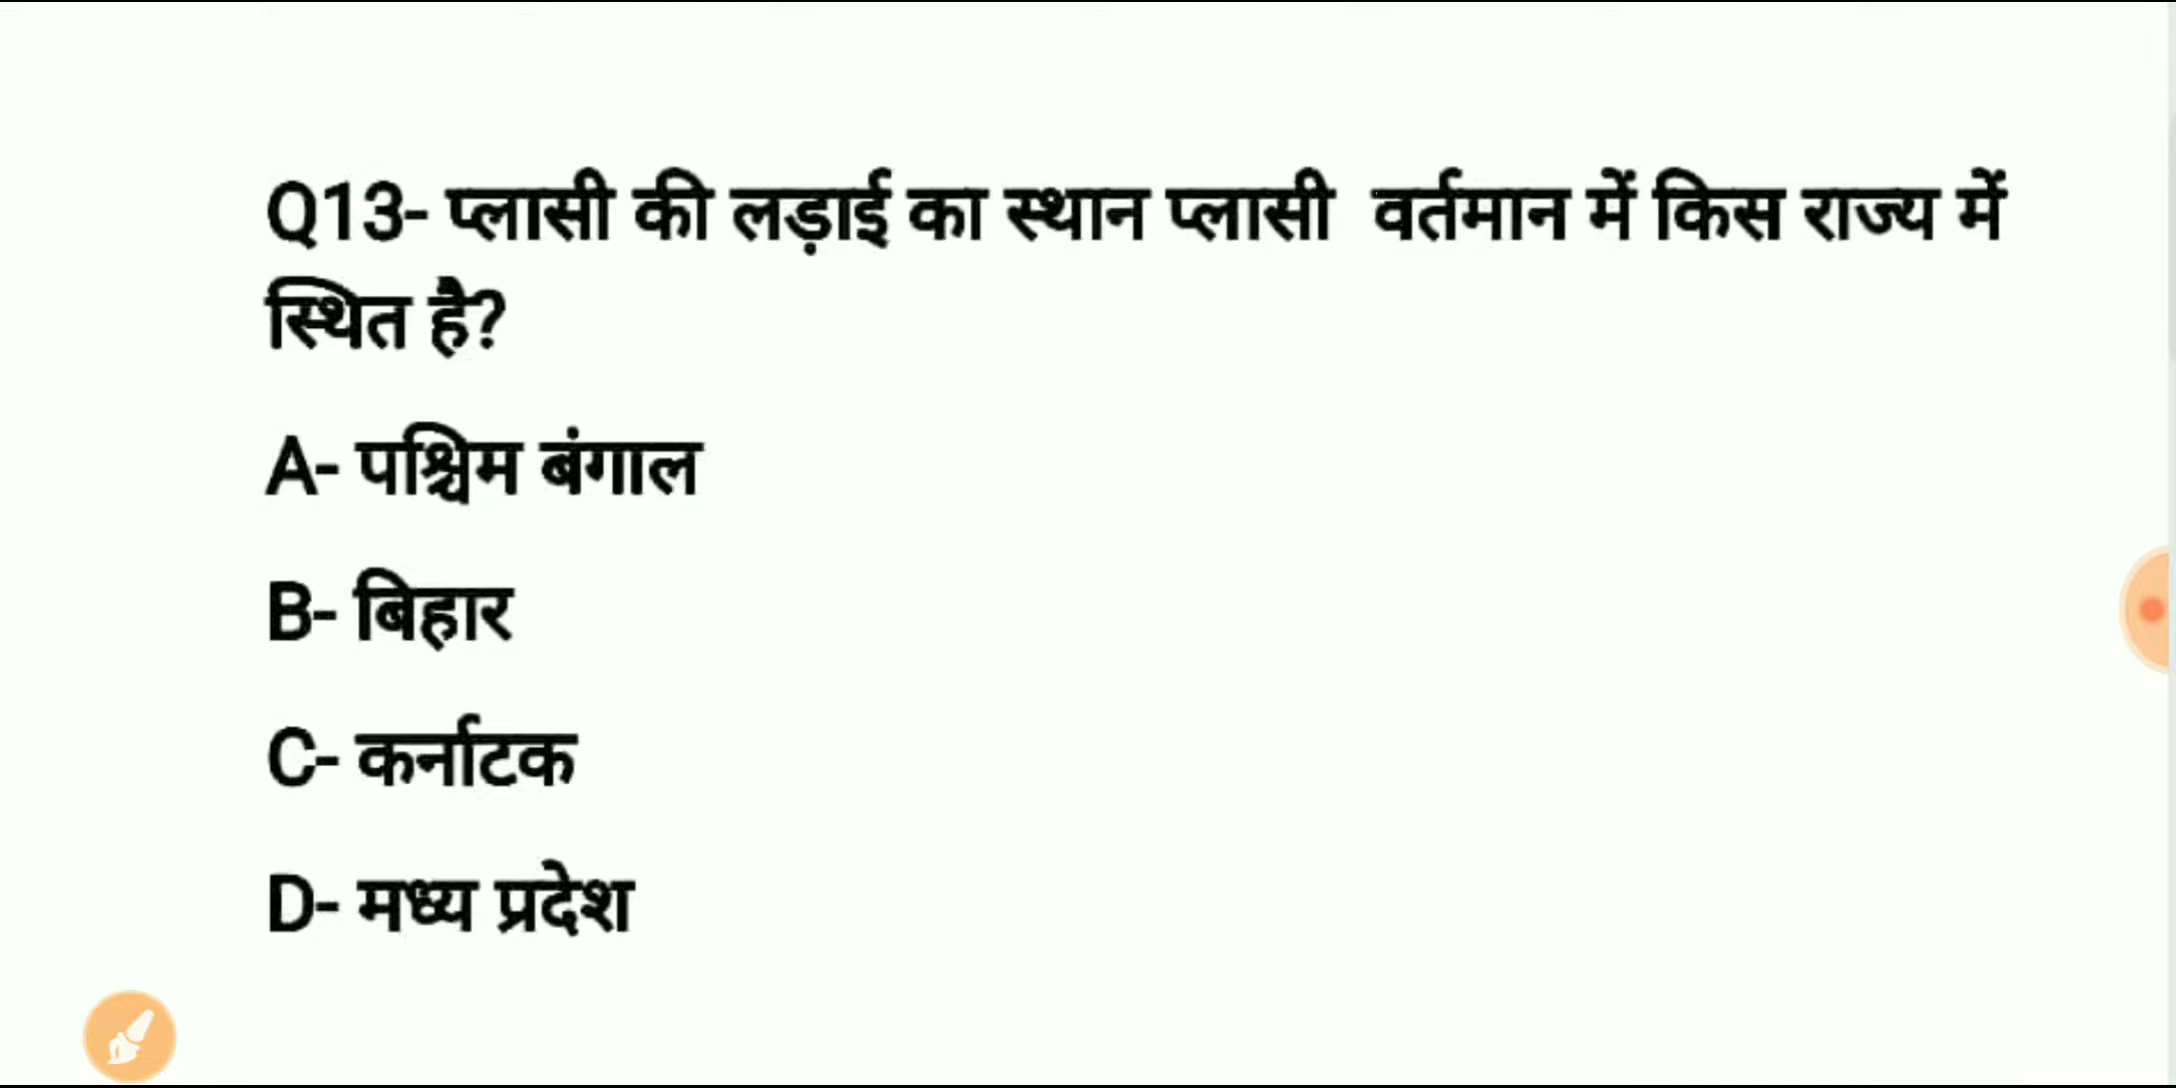 Q13- प्लासी की लड़ाई का स्थान प्लासी वर्तमान में किस राज्य में
स्थित है?
A- पश्चिम बंगाल
B- बिहार
C- कर्नाटक
D- मध्य प्रदेश